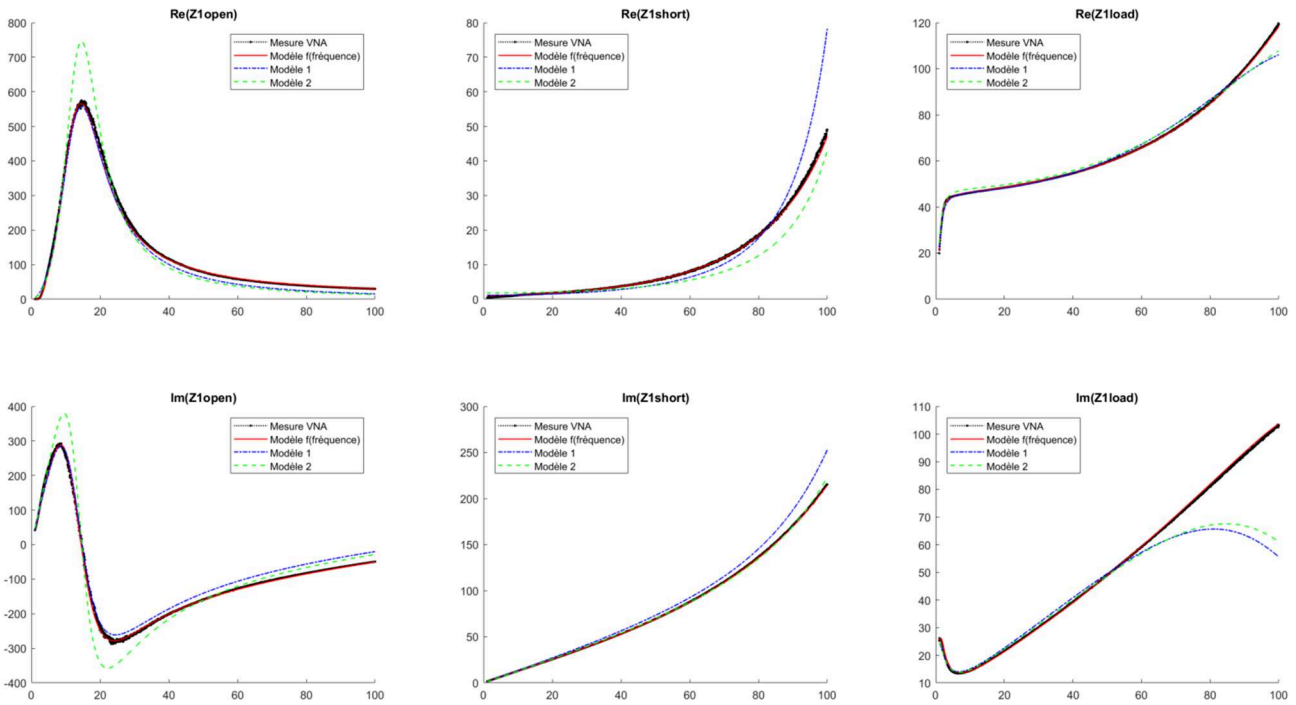 Re(Z1open)
800
700
600
500
400
300
200
100
0
0 20 40 60 80 100
Mesure VNA
Modèle f(fréquence)
Modèle 1
Modèle 2
Re(Z1short)
80
70
60
50
40
30
20
10
0
0 20 40 60 80 100
Mesure VNA
Modèle f(fréquence)
Modèle 1
Modèle 2
Re(Z1load)
120
100
80
60
40
20
0
0 20 40 60 80 100
Mesure VNA
Modèle f(fréquence)
Modèle 1
Modèle 2
Im(Z1open)
400
300
200
100
0
-100
-200
-300
-400
0 20 40 60 80 100
Mesure VNA
Modèle f(fréquence)
Modèle 1
Modèle 2
Im(Z1short)
300
250
200
150
100
50
0
0 20 40 60 80 100
Mesure VNA
Modèle f(fréquence)
Modèle 1
Modèle 2
Im(Z1load)
110
100
90
80
70
60
50
40
30
20
10
0 20 40 60 80 100
Mesure VNA
Modèle f(fréquence)
Modèle 1
Modèle 2